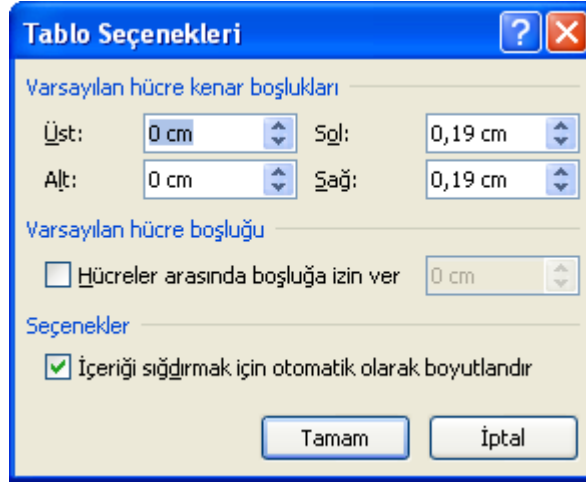 Tablo Seçenekleri
Varsayılan hücre kenar boşlukları
Üst: 0 cm Sol: 0,19 cm
Alt: 0 cm Sağ: 0,19 cm
Varsayılan hücre boşluğu
Hücreler arasında boşluğa izin ver 0 cm
Seçenekler
İçeriği sığdırmak için otomatik olarak boyutlandır
Tamam İptal